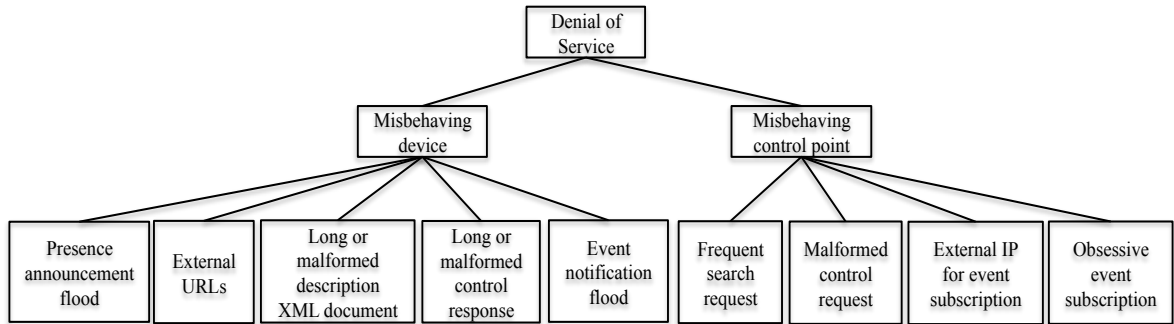 Denial of
Service
Misbehaving
device
Misbehaving
control point
Presence
announcement
flood
External
URLs
Long or
malformed
description
XML document
Long or
malformed
control
response
Event
notification
flood
Frequent
search
request
Malformed
control
request
External IP
for event
subscription
Obsessive
event
subscription